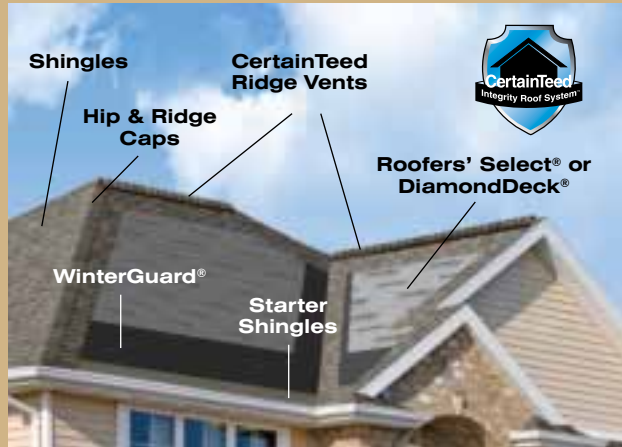 Shingles
CertainTeed
Ridge Vents
Hip & Ridge
Caps
CertainTeed
Integrity Roof System™
Roofers' Select® or
DiamondDeck®
WinterGuard®
Starter
Shingles